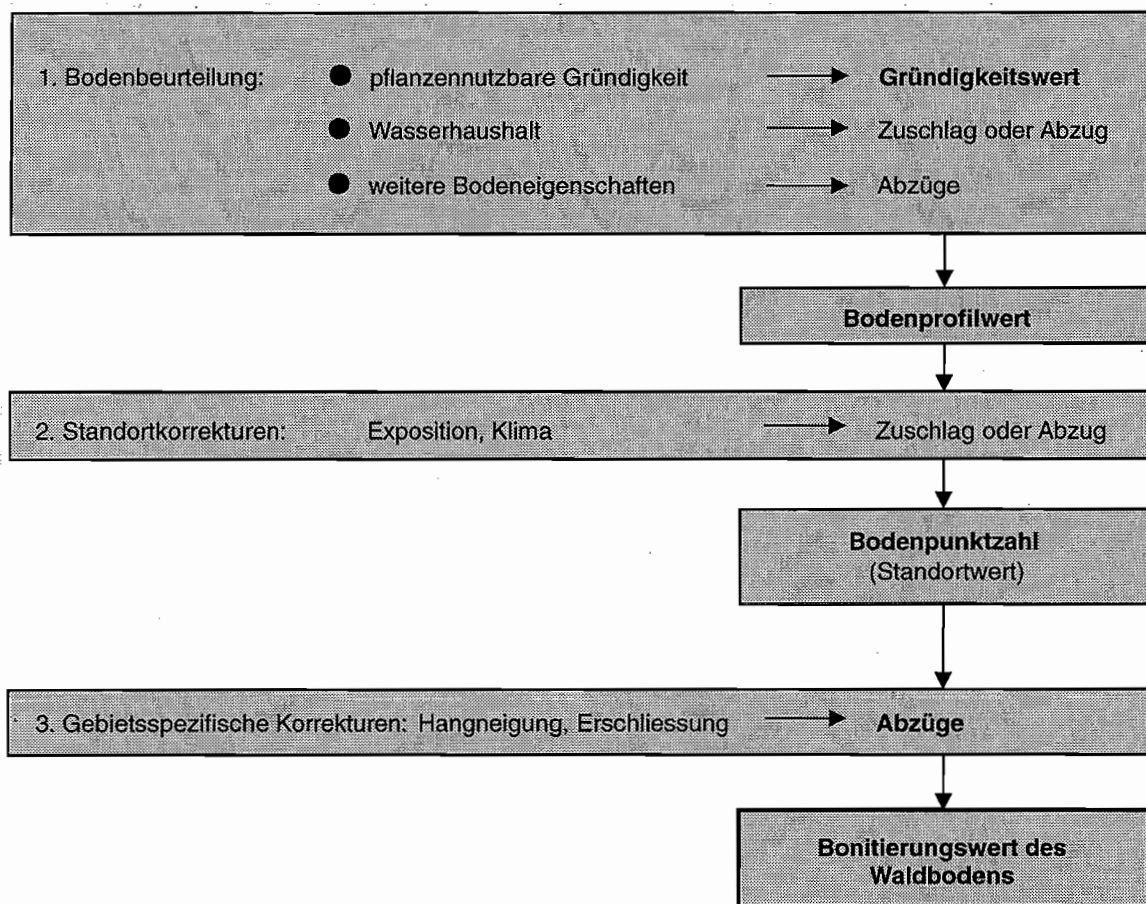 1. Bodenbeurteilung: ● pflanzennutzbare Gründigkeit → Gründigkeitswert
● Wasserhaushalt → Zuschlag oder Abzug
● weitere Bodeneigenschaften → Abzüge
Bodenprofilwert
2. Standortkorrekturen: Exposition, Klima → Zuschlag oder Abzug
Bodenpunktzahl
(Standortwert)
3. Gebietsspezifische Korrekturen: Hangneigung, Erschliessung → Abzüge
Bonitierungswert des
Waldbodens